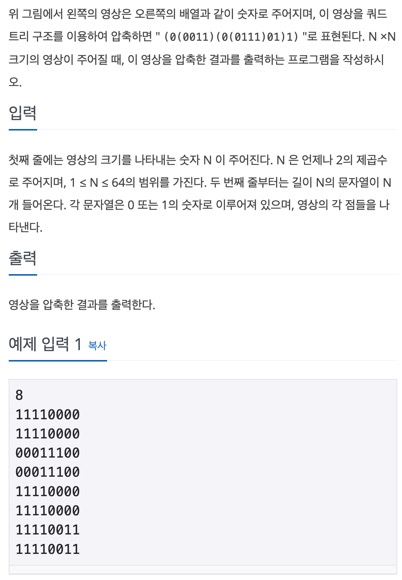 위 그림에서 왼쪽의 영상은 오른쪽의 배열과 같이 숫자로 주어지며, 이 영상을 쿼드
트리 구조를 이용하여 압축하면 " (0(0011)(0(0111)01)1) "로 표현된다. N ×N
크기의 영상이 주어질 때, 이 영상을 압축한 결과를 출력하는 프로그램을 작성하시
오.
입력
첫째 줄에는 영상의 크기를 나타내는 숫자 N 이 주어진다. N 은 언제나 2의 제곱수
로 주어지며, 1 ≤ N ≤ 64의 범위를 가진다. 두 번째 줄부터는 길이 N의 문자열이 N
개 들어온다. 각 문자열은 0 또는 1의 숫자로 이루어져 있으며, 영상의 각 점들을 나
타낸다.
출력
영상을 압축한 결과를 출력한다.
예제 입력 1 복사
8
11110000
11110000
00011100
00011100
11110000
11110000
11110011
11110011